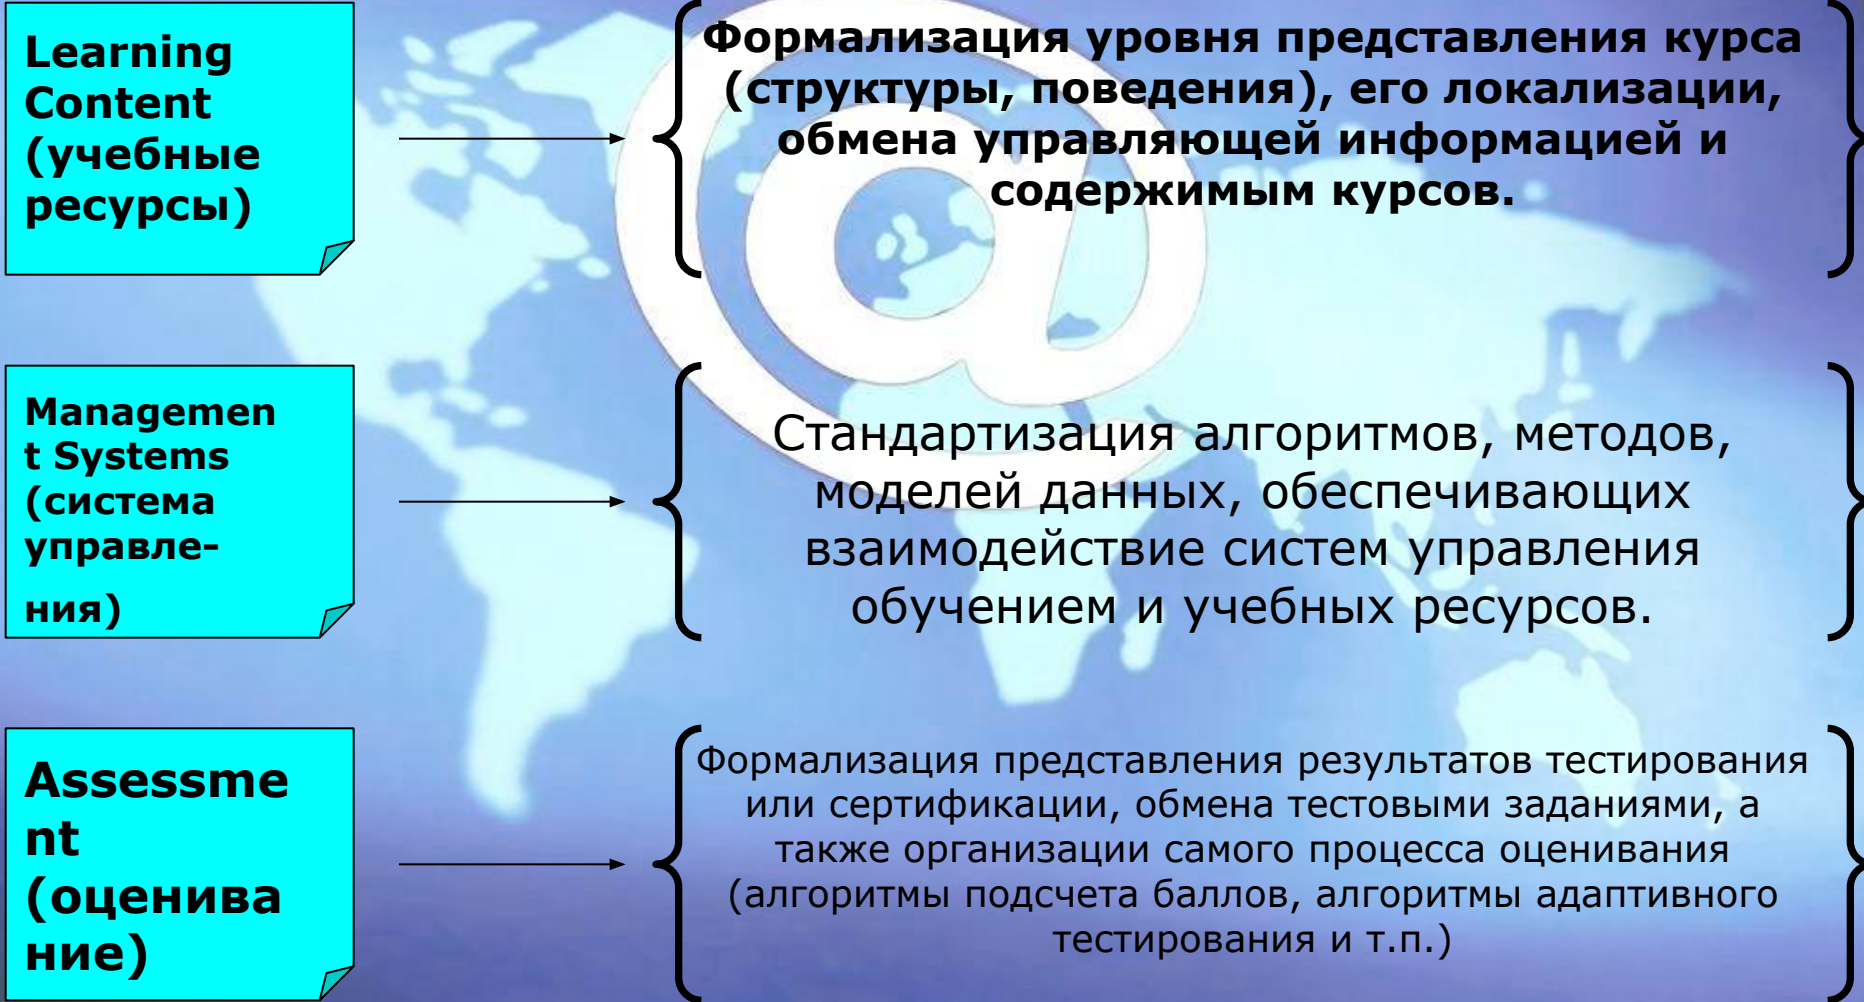 Learning
Content
(учебные
ресурсы)
Формализация уровня представления курса
(структуры, поведения), его локализации,
обмена управляющей информацией и
содержимым курсов.
Managemen
t Systems
(система
управле-
ния)
Стандартизация алгоритмов, методов,
моделей данных, обеспечивающих
взаимодействие систем управления
обучением и учебных ресурсов.
Assessme
nt
(оценива
ние)
Формализация представления результатов тестирования
или сертификации, обмена тестовыми заданиями, а
также организации самого процесса оценивания
(алгоритмы подсчета баллов, алгоритмы адаптивного
тестирования и т.п.)